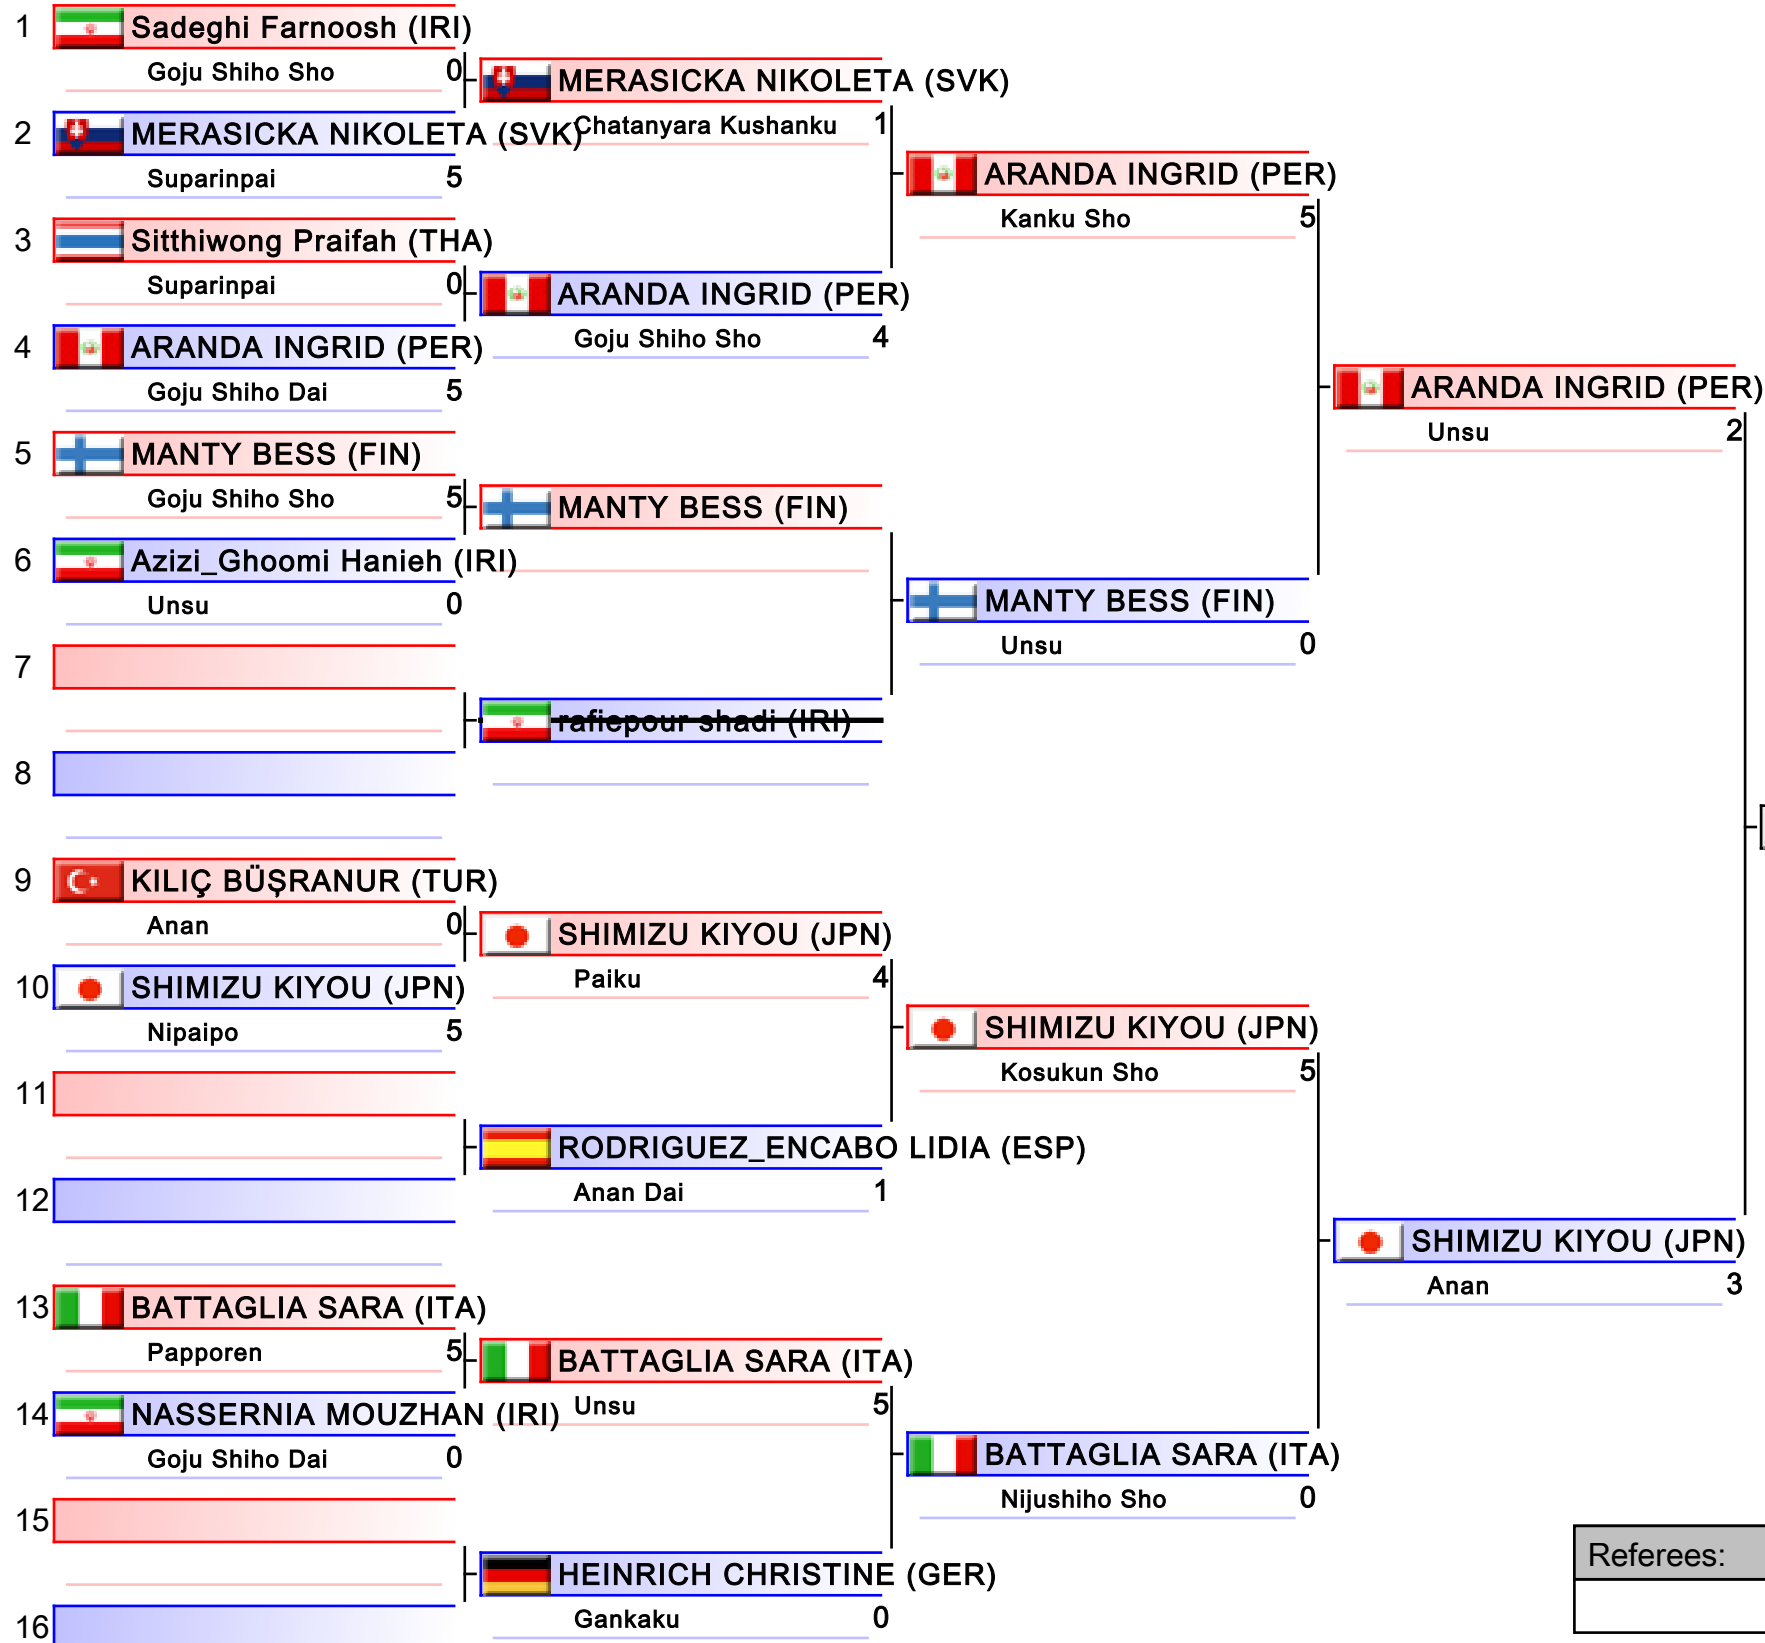 1 Sadeghi Farnoosh (IRI)
Goju Shiho Sho 0
MERASICKA NIKOLETA (SVK)
Chatanyara Kushanku 1
2 MERASICKA NIKOLETA (SVK)
Suparinpai 5
ARANDA INGRID (PER)
Kanku Sho 5
3 Sitthiwong Praifah (THA)
Suparinpai 0
ARANDA INGRID (PER)
Goju Shiho Sho 4
4 ARANDA INGRID (PER)
Goju Shiho Dai 5
ARANDA INGRID (PER)
Unsu 2
5 MANTY BESS (FIN)
Goju Shiho Sho 5
MANTY BESS (FIN)
6 Azizi_Ghoomi Hanieh (IRI)
Unsu 0
MANTY BESS (FIN)
Unsu 0
7
rafiepour shadi (IRI)
8
9 KILIÇ BÜŞRANUR (TUR)
Anan 0
SHIMIZU KIYOU (JPN)
Paiku 4
10 SHIMIZU KIYOU (JPN)
Nipaipo 5
SHIMIZU KIYOU (JPN)
Kosukun Sho 5
11
RODRIGUEZ_ENCABO LIDIA (ESP)
Anan Dai 1
12
SHIMIZU KIYOU (JPN)
Anan 3
13 BATTAGLIA SARA (ITA)
Papporen 5
BATTAGLIA SARA (ITA)
Unsu 5
14 NASSERNIA MOUZHAN (IRI)
Goju Shiho Dai 0
BATTAGLIA SARA (ITA)
Nijushiho Sho 0
15
HEINRICH CHRISTINE (GER)
Gankaku 0
16
Referees: